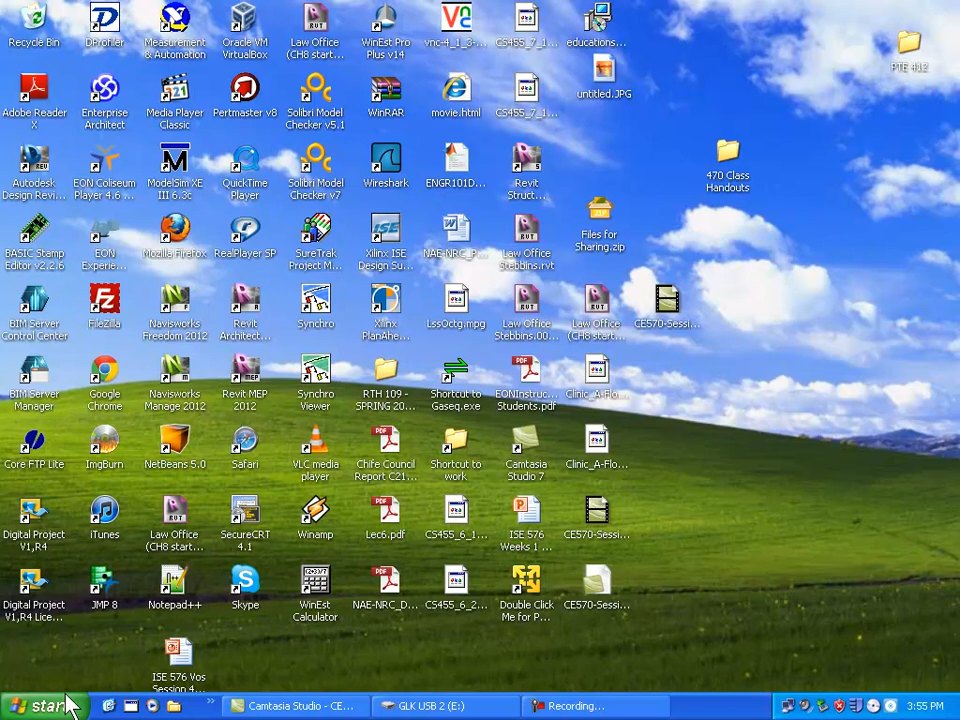 Recycle Bin
DProfiler
Measurement
& Automation
Oracle VM
VirtualBox
Law Office
(CH8 start...
WinEst Pro
Plus v14
vnc-4_1_3-...
CS455_7_1...
educations...
PTE 412
Adobe Reader
X
Enterprise
Architect
Media Player
Classic
Pertmaster v8
Solibri Model
Checker v5.1
WinRAR
movie.html
CS455_7_1...
untitled.JPG
Autodesk
Design Revi...
EON Coliseum
Player 4.6 ...
ModelSim XE
III 6.3c
QuickTime
Player
Solibri Model
Checker v7
Wireshark
ENGR101D...
Revit
Struct...
470 Class
Handouts
BASIC Stamp
Editor v2.2.6
EON
Experie...
Mozilla Firefox
RealPlayer SP
SureTrak
Project M...
Xilinx ISE
Design Su...
NAE-NRC_P...
Law Office
Stebbins.rvt
Files for
Sharing.zip
BIM Server
Control Center
FileZilla
Navisworks
Freedom 2012
Revit
Architect...
Synchro
Xilinx
PlanAhe...
LssOctg.mpg
Law Office
Stebbins.00...
Law Office
(CH8 start...
CE570-Sessi...
BIM Server
Manager
Google
Chrome
Navisworks
Manage 2012
Revit MEP
2012
Synchro
Viewer
RTH 109 -
SPRING 20...
Shortcut to
Gaseq.exe
EONInstruc...
Students.pdf
Clinic_A-Flo...
Core FTP Lite
ImgBurn
NetBeans 5.0
Safari
VLC media
player
Chife Council
Report C21...
Shortcut to
work
Camtasia
Studio 7
Clinic_A-Flo...
Digital Project
V1,R4
iTunes
Law Office
(CH8 start...
SecureCRT
4.1
Winamp
Lec6.pdf
CS455_6_1...
ISE 576
Weeks 1 ...
CE570-Sessi...
Digital Project
V1,R4 Lice...
JMP 8
Notepad++
Skype
WinEst
Calculator
NAE-NRC_D...
CS455_6_2...
Double Click
Me for P...
CE570-Sessi...
ISE 576 Vos
Session 4...
start
Camtasia Studio - CE...
GLK USB 2 (E:)
Recording...
3:55 PM